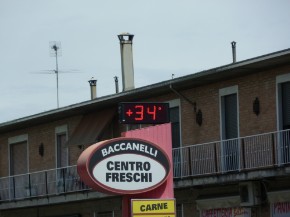 +34°
BACCANELLI
CENTRO
FRESCHI
CARNE